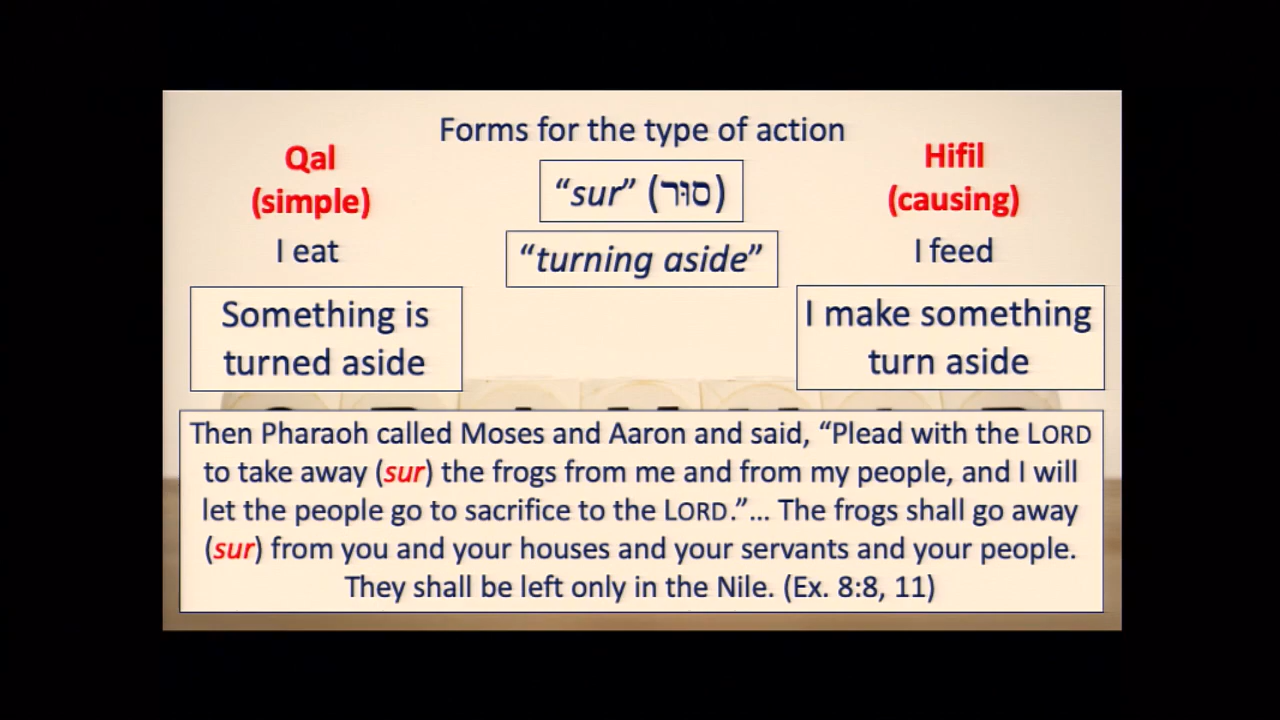 Forms for the type of action
Qal
(simple)
I eat
Something is
turned aside
“sur” (סוּר)
“turning aside”
Hifil
(causing)
I feed
I make something
turn aside
Then Pharaoh called Moses and Aaron and said, “Plead with the LORD
to take away (sur) the frogs from me and from my people, and I will
let the people go to sacrifice to the LORD.”… The frogs shall go away
(sur) from you and your houses and your servants and your people.
They shall be left only in the Nile. (Ex. 8:8, 11)